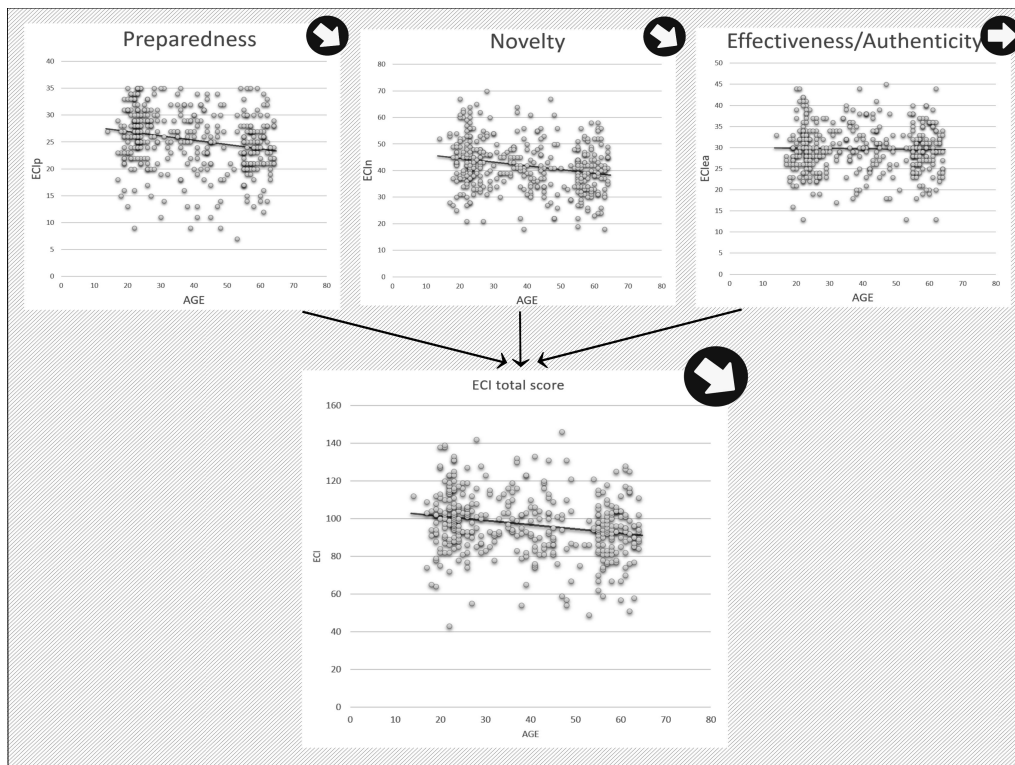 Preparedness
40
35
30
25
20
15
10
5
0
ECIp
0 10 20 30 40 50 60 70 80
AGE
Novelty
80
70
60
50
40
30
20
10
0
ECIn
0 10 20 30 40 50 60 70 80
AGE
Effectiveness/Authenticity
50
45
40
35
30
25
20
15
10
5
0
ECIea
0 10 20 30 40 50 60 70 80
AGE
ECI total score
160
140
120
100
80
60
40
20
0
ECI
0 10 20 30 40 50 60 70 80
AGE